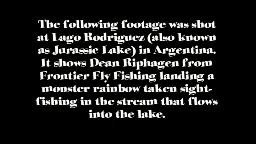 The following footage was shot
at Lago Rodriguez (also known
as Jurassic Lake) in Argentina.
It shows Dean Riphagen from
Frontier Fly Fishing landing a
monster rainbow taken sight-
fishing in the stream that flows
into the lake.